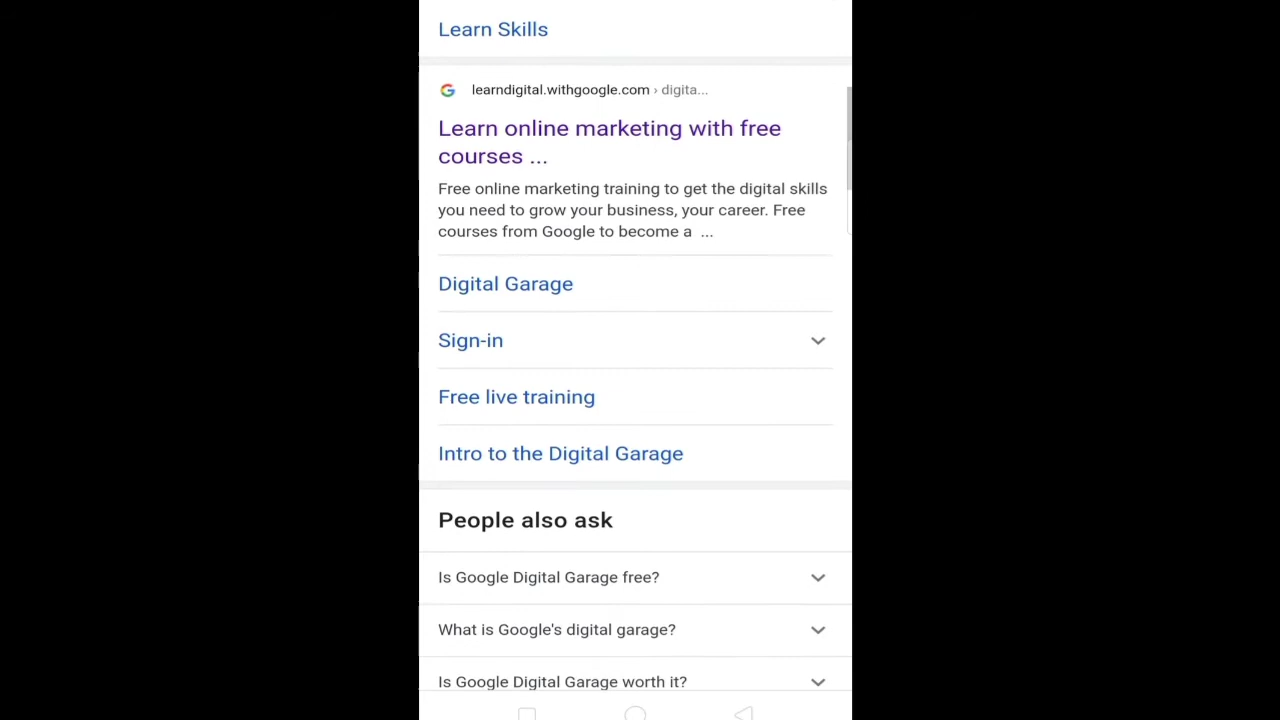 Learn Skills
learndigital.withgoogle.com › digita...
Learn online marketing with free
courses ...
Free online marketing training to get the digital skills
you need to grow your business, your career. Free
courses from Google to become a ...
Digital Garage
Sign-in
Free live training
Intro to the Digital Garage
People also ask
Is Google Digital Garage free?
What is Google's digital garage?
Is Google Digital Garage worth it?